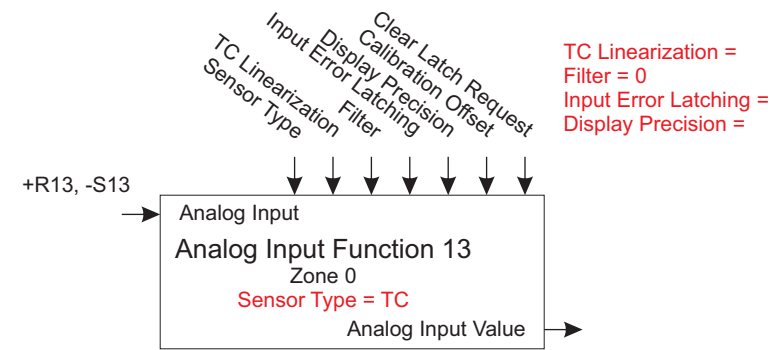 Sensor Type
TC Linearization
Filter
Input Error Latching
Display Precision
Calibration Offset
Clear Latch Request
TC Linearization =
Filter = 0
Input Error Latching =
Display Precision =
+R13, -S13
Analog Input
Analog Input Function 13
Zone 0
Sensor Type = TC
Analog Input Value